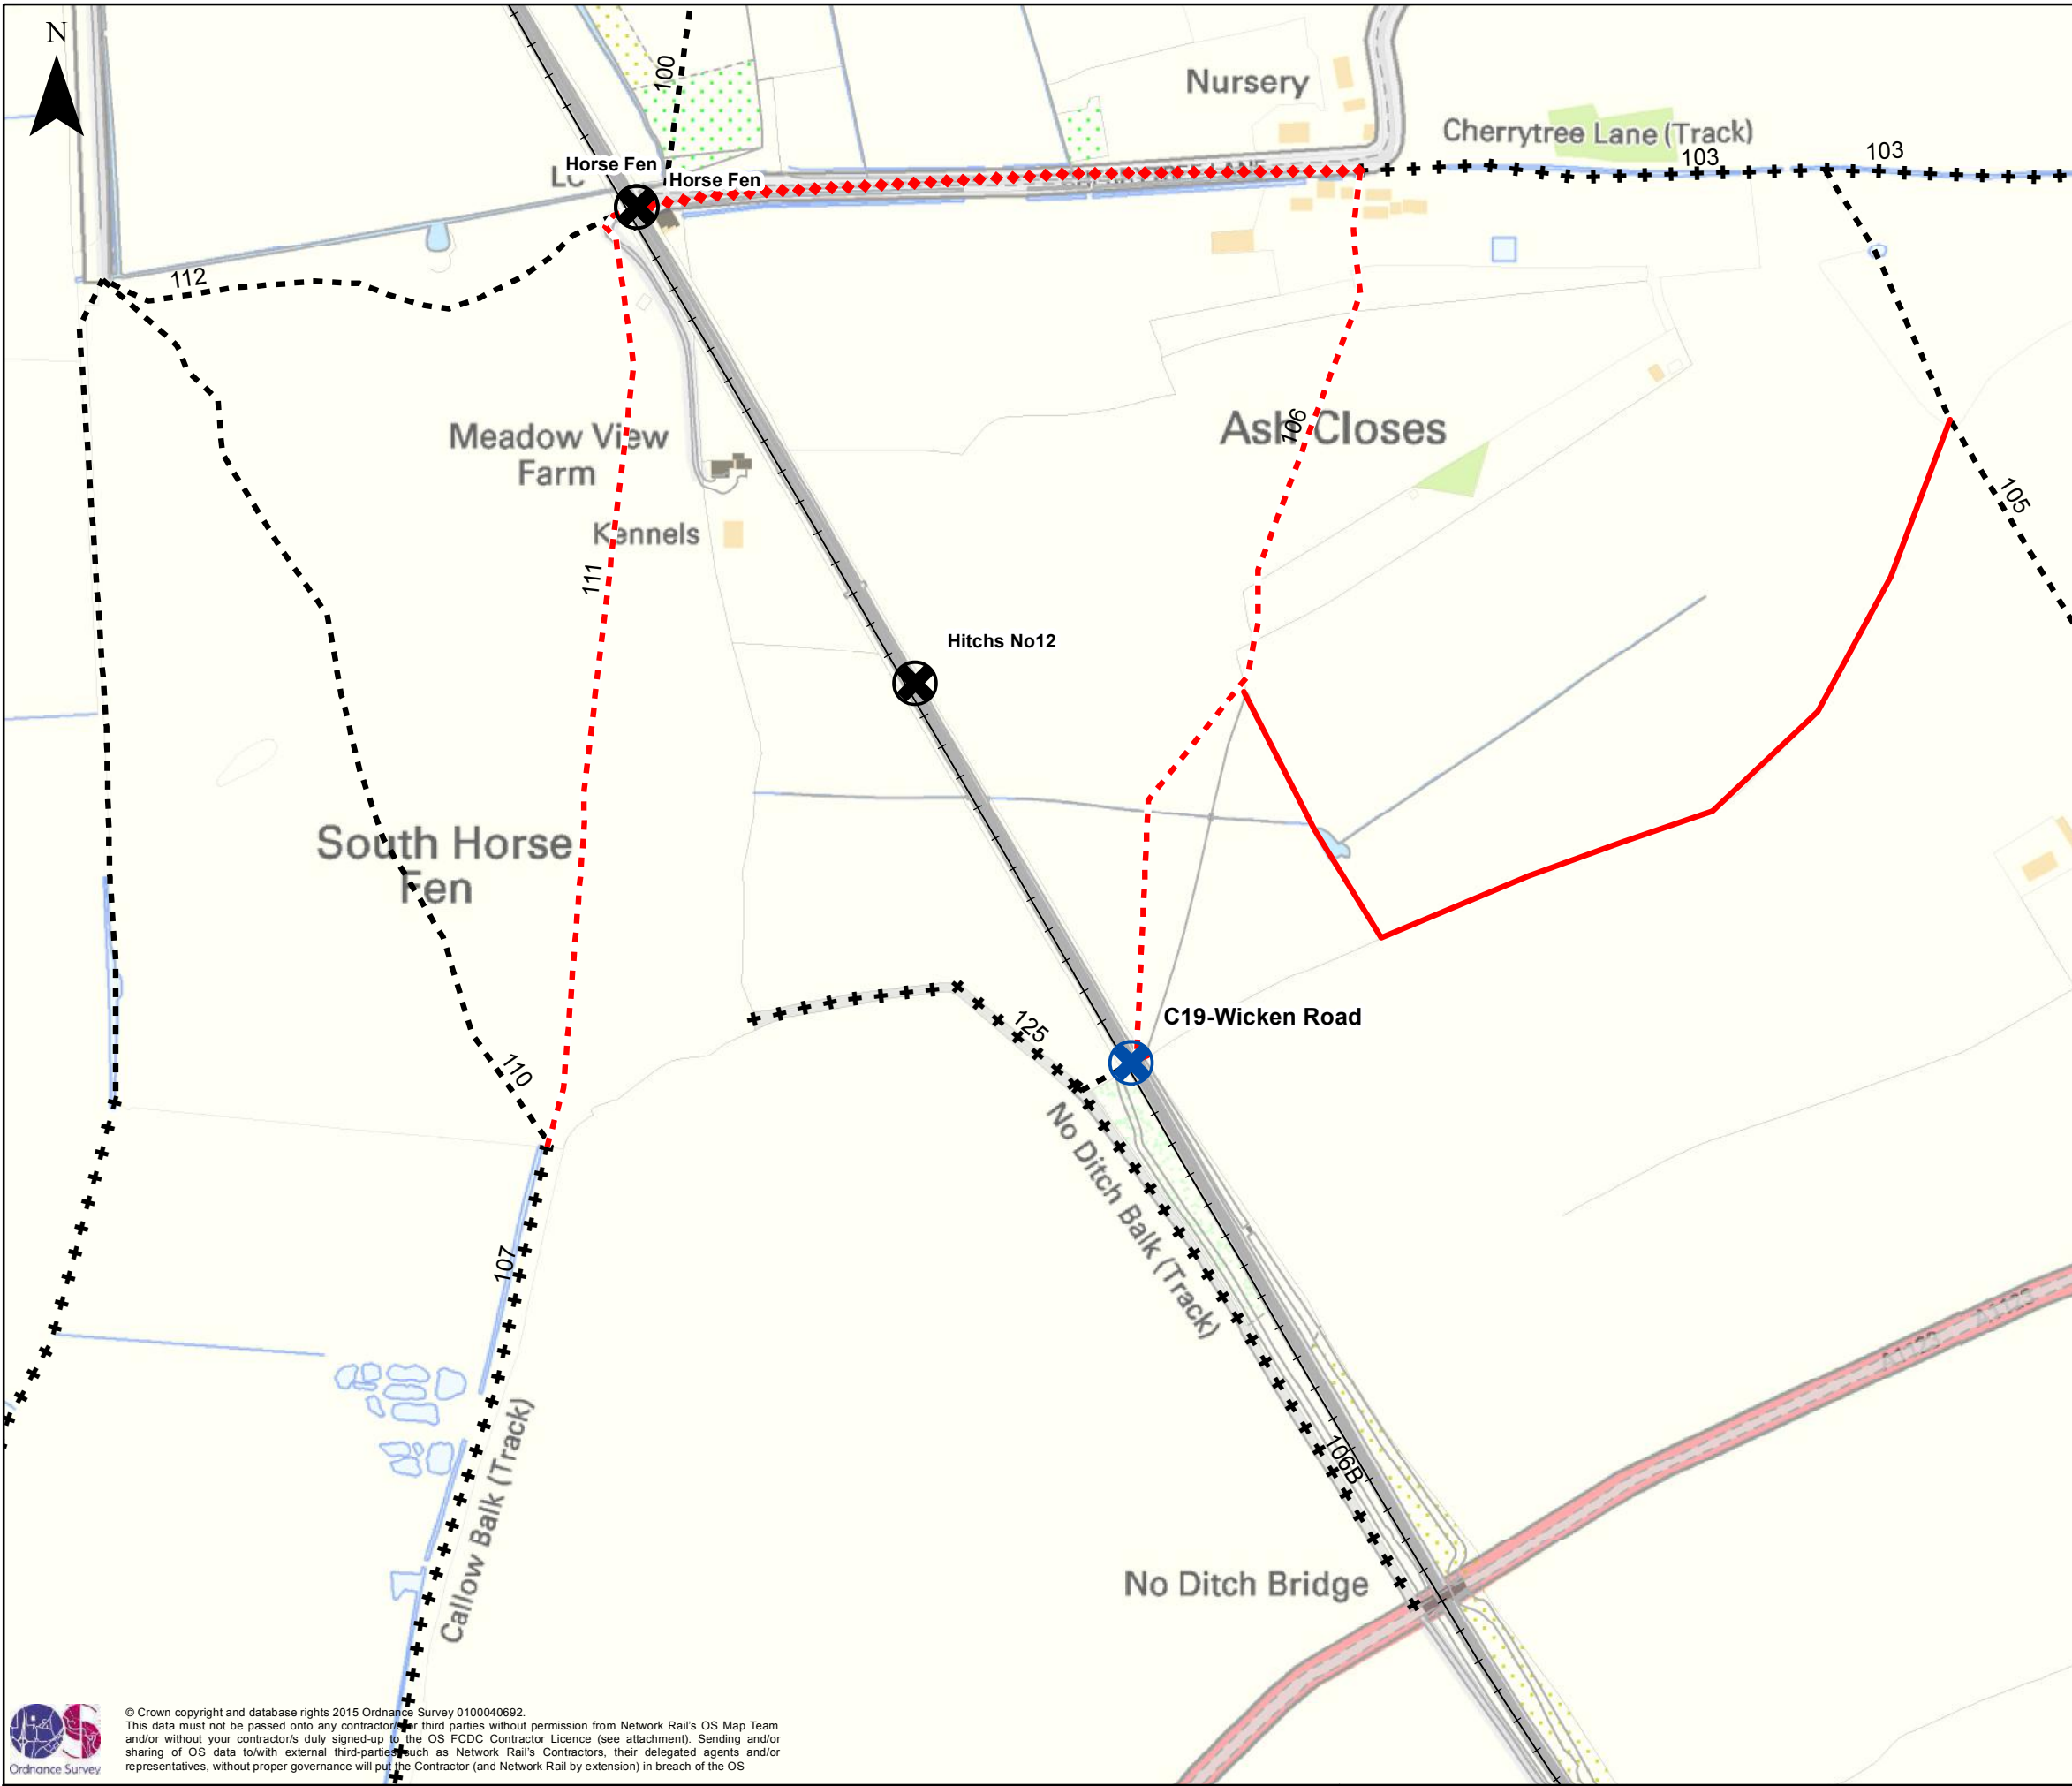 N
100
Nursery
Cherrytree Lane (Track)
103
103
Horse Fen
LC
Horse Fen
112
106
Ash Closes
Meadow View
Farm
105
Kennels
111
Hitchs No12
South Horse
Fen
C19-Wicken Road
125
110
No Ditch Balk (Track)
107
A1123
A1123
Callow Balk (Track)
106B
No Ditch Bridge
Ordnance Survey
© Crown copyright and database rights 2015 Ordnance Survey 0100040692.
This data must not be passed onto any contractors or third parties without permission from Network Rail's OS Map Team
and/or without your contractor/s duly signed-up to the OS FCDC Contractor Licence (see attachment). Sending and/or
sharing of OS data to/with external third-parties such as Network Rail's Contractors, their delegated agents and/or
representatives, without proper governance will put the Contractor (and Network Rail by extension) in breach of the OS